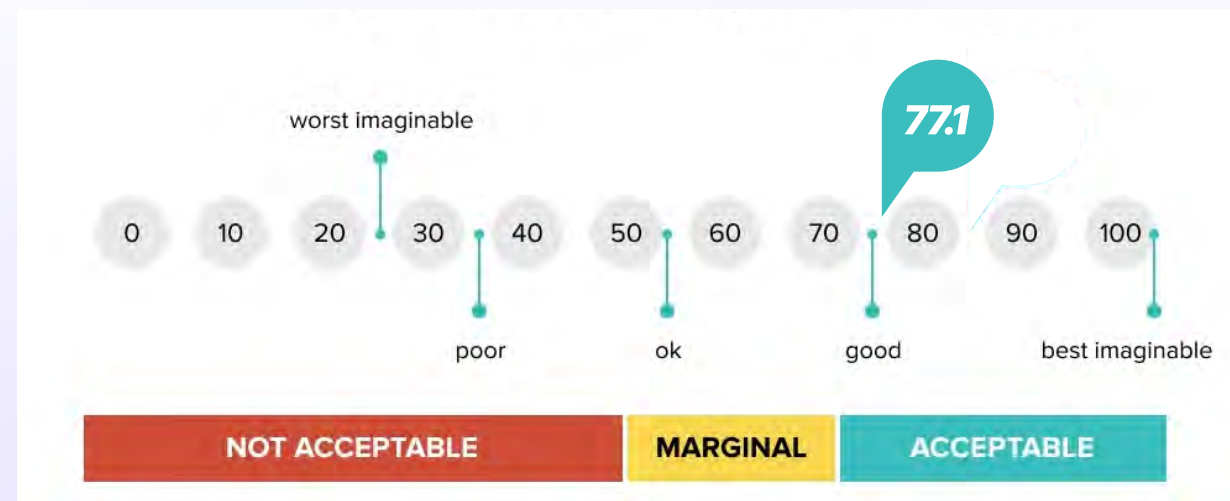 77.1
worst imaginable
0 10 20 30 40 50 60 70 80 90 100
poor ok good best imaginable
NOT ACCEPTABLE MARGINAL ACCEPTABLE